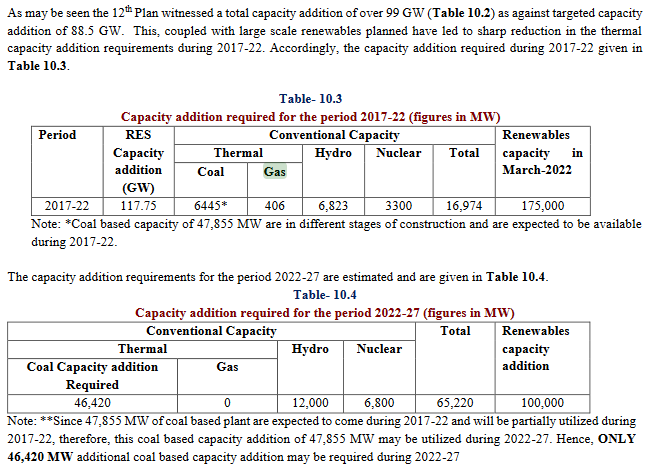 As may be seen the 12th Plan witnessed a total capacity addition of over 99 GW (Table 10.2) as against targeted capacity
addition of 88.5 GW. This, coupled with large scale renewables planned have led to sharp reduction in the thermal
capacity addition requirements during 2017-22. Accordingly, the capacity addition required during 2017-22 given in
Table 10.3.
Table- 10.3
Capacity addition required for the period 2017-22 (figures in MW)
Period RES Conventional Capacity Renewables
Capacity Thermal Hydro Nuclear Total capacity in
addition Coal Gas March-2022
(GW)
2017-22 117.75 6445* 406 6,823 3300 16,974 175,000
Note: *Coal based capacity of 47,855 MW are in different stages of construction and are expected to be available
during 2017-22.
The capacity addition requirements for the period 2022-27 are estimated and are given in Table 10.4.
Table- 10.4
Capacity addition required for the period 2022-27 (figures in MW)
Conventional Capacity Total Renewables
Thermal Hydro Nuclear capacity
Coal Capacity addition Gas addition
Required
46,420 0 12,000 6,800 65,220 100,000
Note: **Since 47,855 MW of coal based plant are expected to come during 2017-22 and will be partially utilized during
2017-22, therefore, this coal based capacity addition of 47,855 MW may be utilized during 2022-27. Hence, ONLY
46,420 MW additional coal based capacity addition may be required during 2022-27